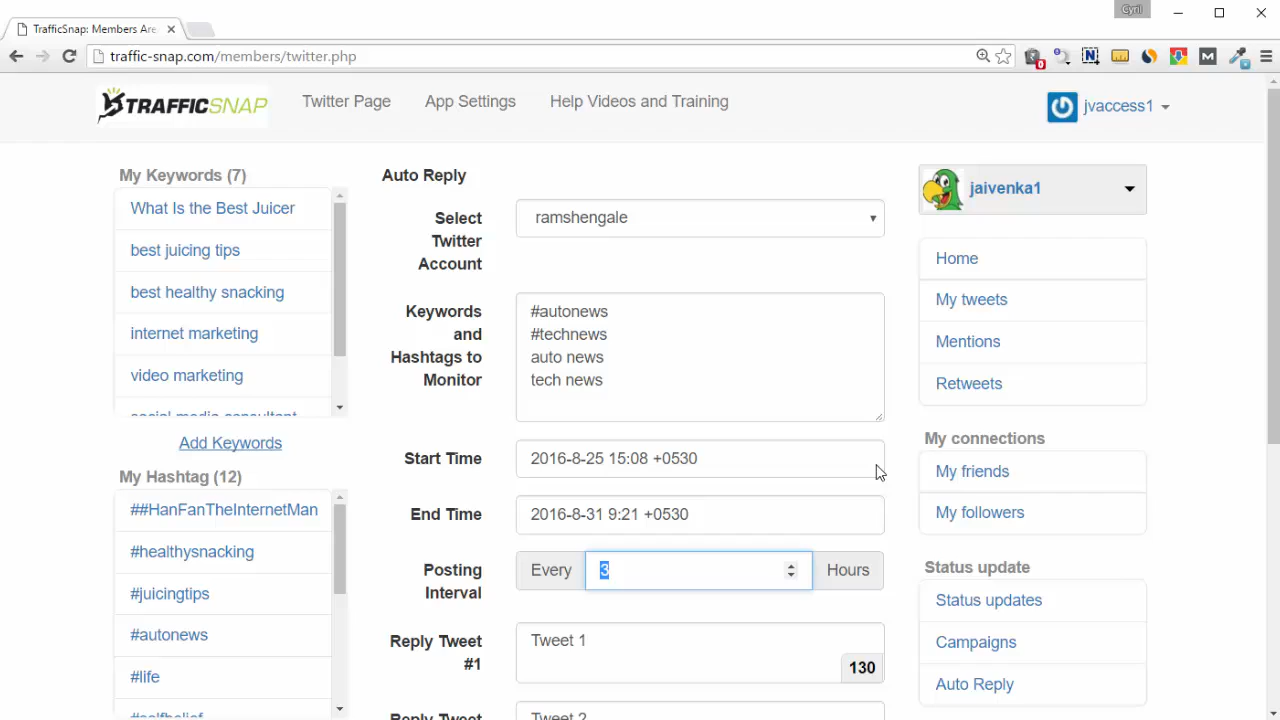 Cyril
TrafficSnap: Members Are
traffic-snap.com/members/twitter.php
0
N
M
TRAFFICSNAP
Twitter Page
App Settings
Help Videos and Training
jvaccess1
My Keywords (7)
What Is the Best Juicer
best juicing tips
best healthy snacking
internet marketing
video marketing
social media consultant
Add Keywords
My Hashtag (12)
##HanFanTheInternetMan
#healthysnacking
#juicingtips
#autonews
#life
#selfbelief
Auto Reply
Select
Twitter
Account
ramshengale
Keywords
and
Hashtags to
Monitor
#autonews
#technews
auto news
tech news
Start Time
2016-8-25 15:08 +0530
End Time
2016-8-31 9:21 +0530
Posting
Interval
Every
3
Hours
Reply Tweet
#1
Tweet 1
130
Reply Tweet
Tweet 2
jaivenka1
Home
My tweets
Mentions
Retweets
My connections
My friends
My followers
Status update
Status updates
Campaigns
Auto Reply